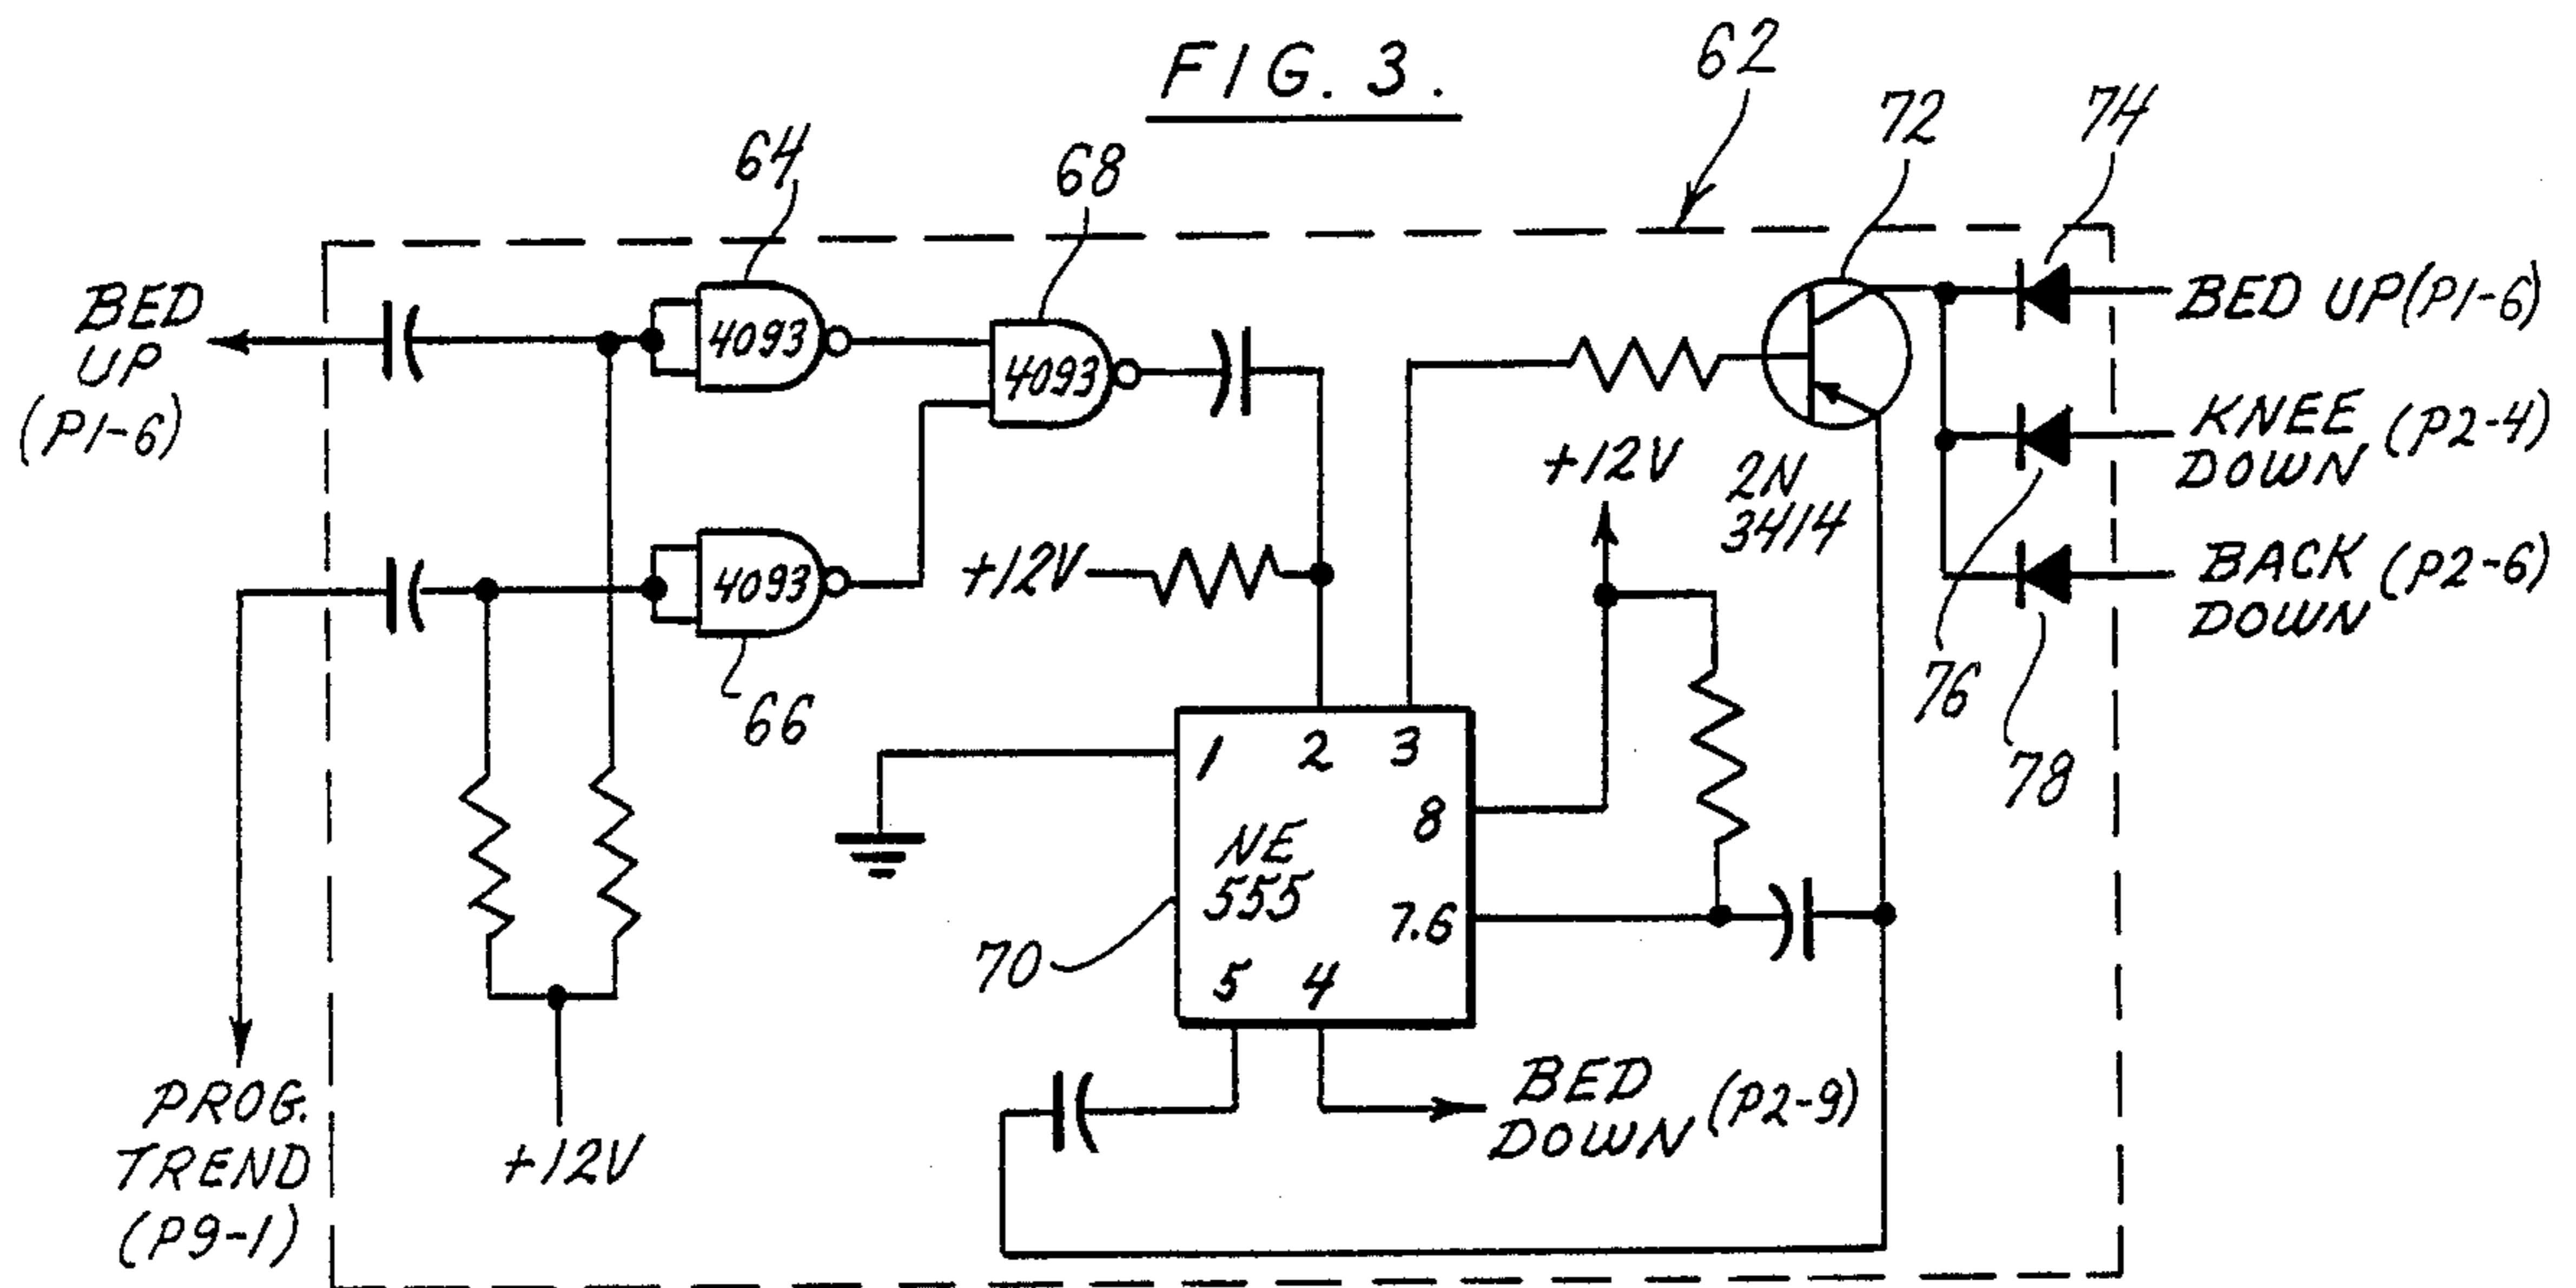 FIG. 3.
62
72
74
64
68
BED
UP
(P1-6)
4093
4093
4093
66
+12V
+12V
2N
3414
BED UP(P1-6)
KNEE
DOWN (P2-4)
BACK
DOWN (P2-6)
76
78
1 2 3
8
NE
555
7.6
5 4
70
BED
DOWN (P2-9)
PROG.
TREND
(P9-1)
+12V